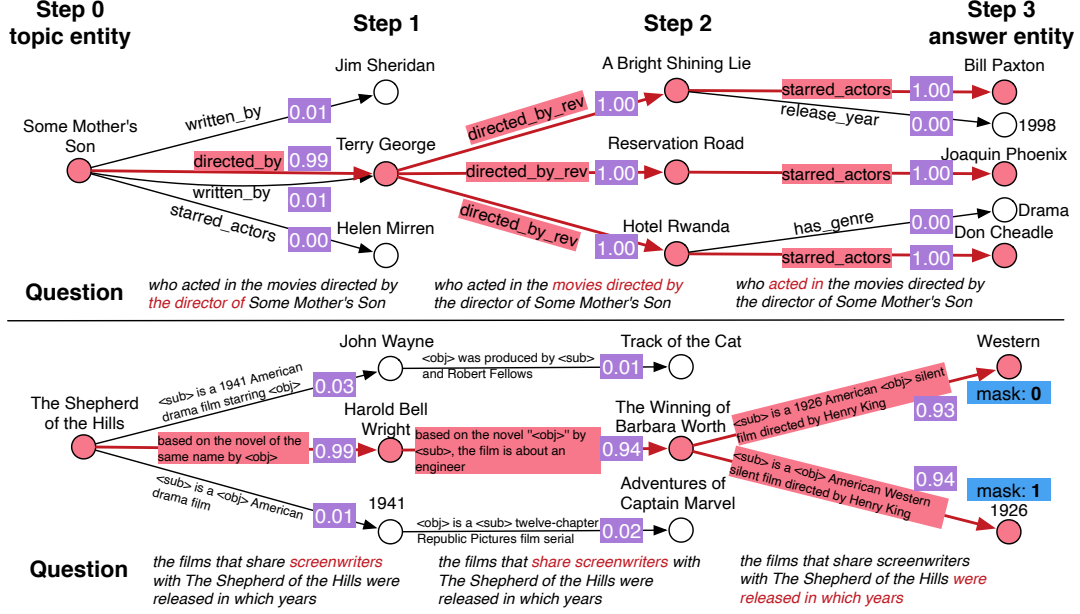 Step 0
topic entity
Step 1
Step 2
Step 3
answer entity
Jim Sheridan
A Bright Shining Lie
Bill Paxton
written_by
0.01
directed_by_rev
1.00
starred_actors
1.00
release_year
0.00
1998
Some Mother's
Son
directed_by
0.99
Terry George
written_by
0.01
Reservation Road
directed_by_rev
1.00
starred_actors
1.00
Joaquin Phoenix
starred_actors
0.00
Helen Mirren
directed_by_rev
1.00
Hotel Rwanda
has_genre
0.00
Drama
starred_actors
1.00
Don Cheadle
Question
who acted in the movies directed by
the director of Some Mother's Son
who acted in the movies directed by
the director of Some Mother's Son
who acted in the movies directed by
the director of Some Mother's Son
John Wayne
Track of the Cat
Western
<sub> is a 1941 American
drama film starring <obj>
0.03
<obj> was produced by <sub>
and Robert Fellows
0.01
<sub> is a 1926 American <obj> silent
film directed by Henry King
0.93
mask: 0
The Shepherd
of the Hills
based on the novel of the
same name by <obj>
0.99
Harold Bell
Wright
based on the novel "<obj>" by
<sub>, the film is about an
engineer
0.94
The Winning of
Barbara Worth
<sub> is a <obj> American Western
silent film directed by Henry King
0.94
mask: 1
1926
<sub> is a <obj> American
drama film
0.01
1941
<obj> is a <sub> twelve-chapter
Republic Pictures film serial
0.02
Adventures of
Captain Marvel
Question
the films that share screenwriters
with The Shepherd of the Hills were
released in which years
the films that share screenwriters with
The Shepherd of the Hills were
released in which years
the films that share screenwriters
with The Shepherd of the Hills were
released in which years